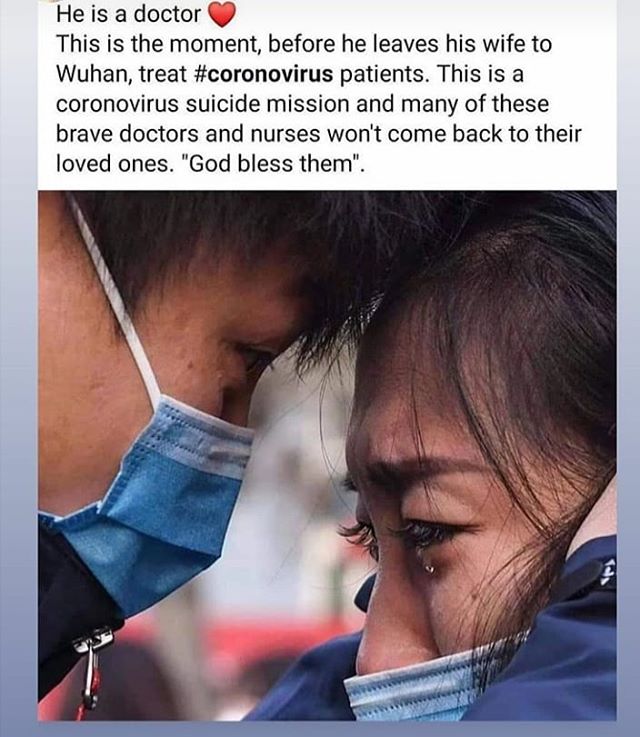 He is a doctor ❤️
This is the moment, before he leaves his wife to
Wuhan, treat #coronovirus patients. This is a
coronovirus suicide mission and many of these
brave doctors and nurses won't come back to their
loved ones. "God bless them".